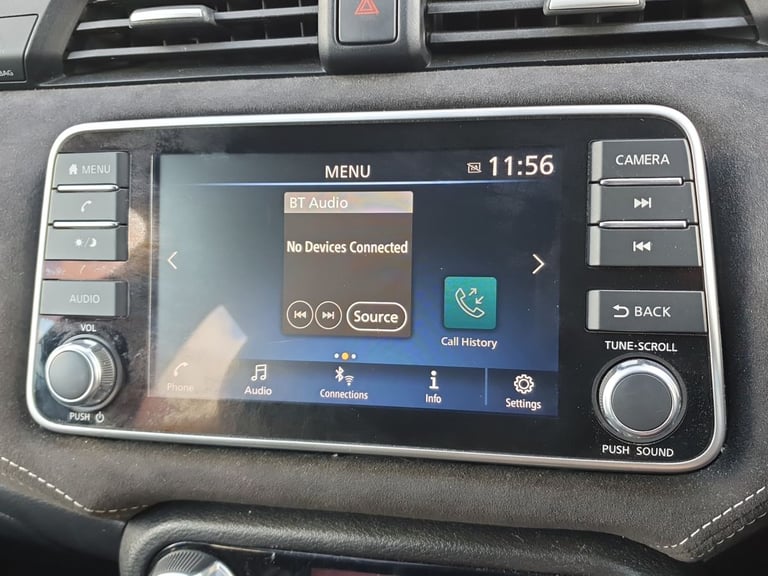 BAG
MENU
AUDIO
VOL
PUSH
MENU
11:56
BT Audio
No Devices Connected
Source
Call History
Phone
Audio
Connections
Info
Settings
CAMERA
BACK
TUNE·SCROLL
PUSH SOUND